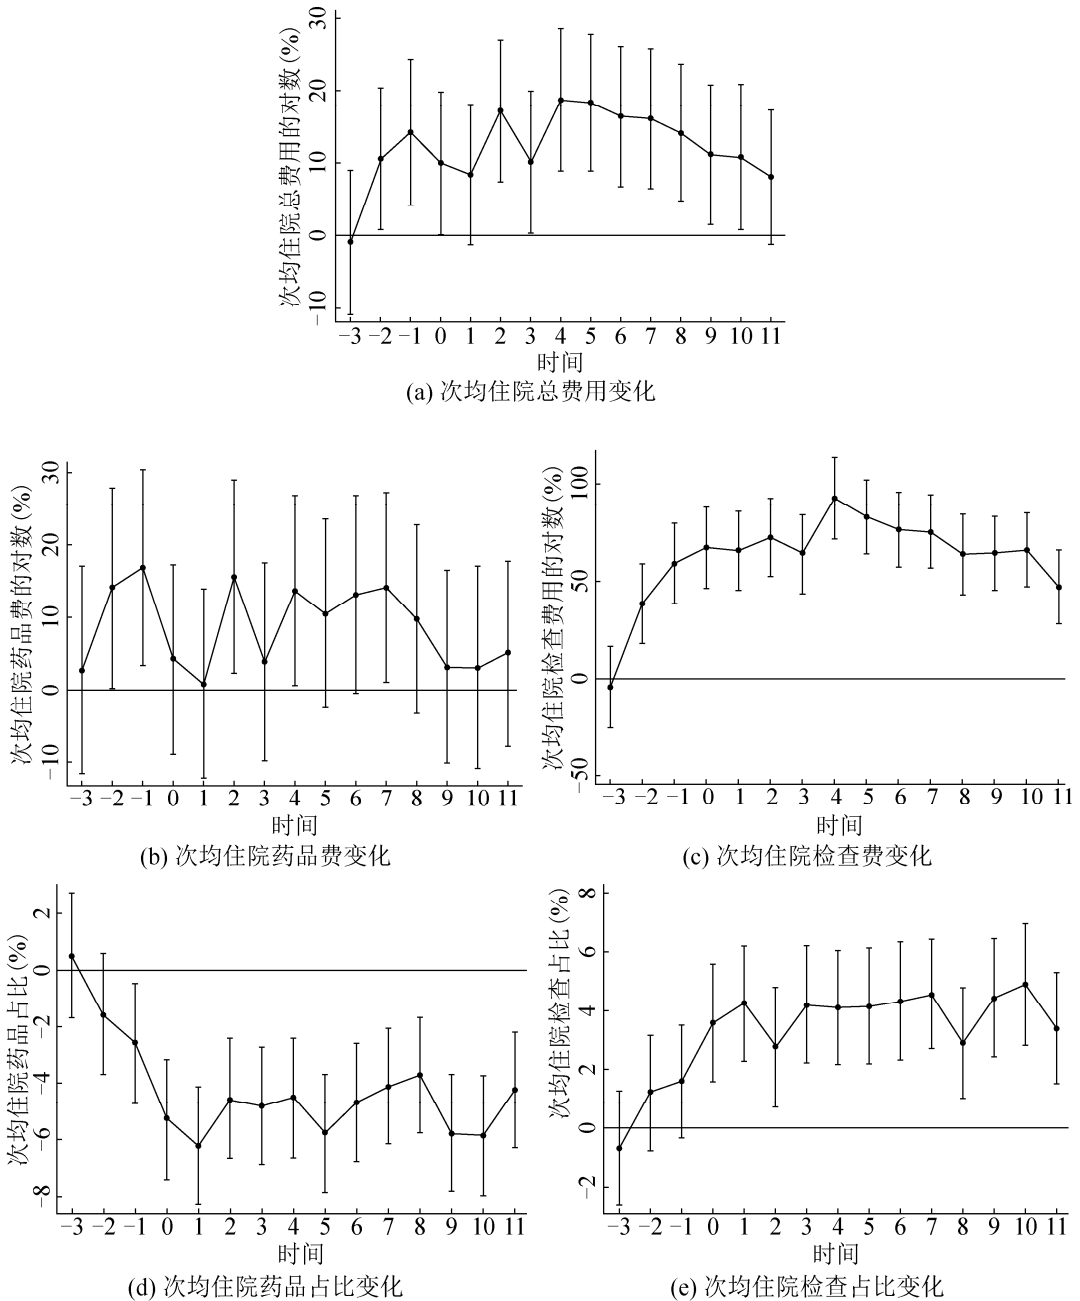 次均住院总费用的对数(%)
30
20
10
0
−10
−3 −2 −1 0 1 2 3 4 5 6 7 8 9 10 11
时间
(a) 次均住院总费用变化
次均住院药品费的对数(%)
30
20
10
0
−10
−3 −2 −1 0 1 2 3 4 5 6 7 8 9 10 11
时间
(b) 次均住院药品费变化
次均住院检查费用的对数(%)
100
50
0
−50
−3 −2 −1 0 1 2 3 4 5 6 7 8 9 10 11
时间
(c) 次均住院检查费变化
次均住院药品占比(%)
2
0
−2
−4
−6
−8
−3 −2 −1 0 1 2 3 4 5 6 7 8 9 10 11
时间
(d) 次均住院药品占比变化
次均住院检查占比(%)
8
6
4
2
0
−2
−3 −2 −1 0 1 2 3 4 5 6 7 8 9 10 11
时间
(e) 次均住院检查占比变化